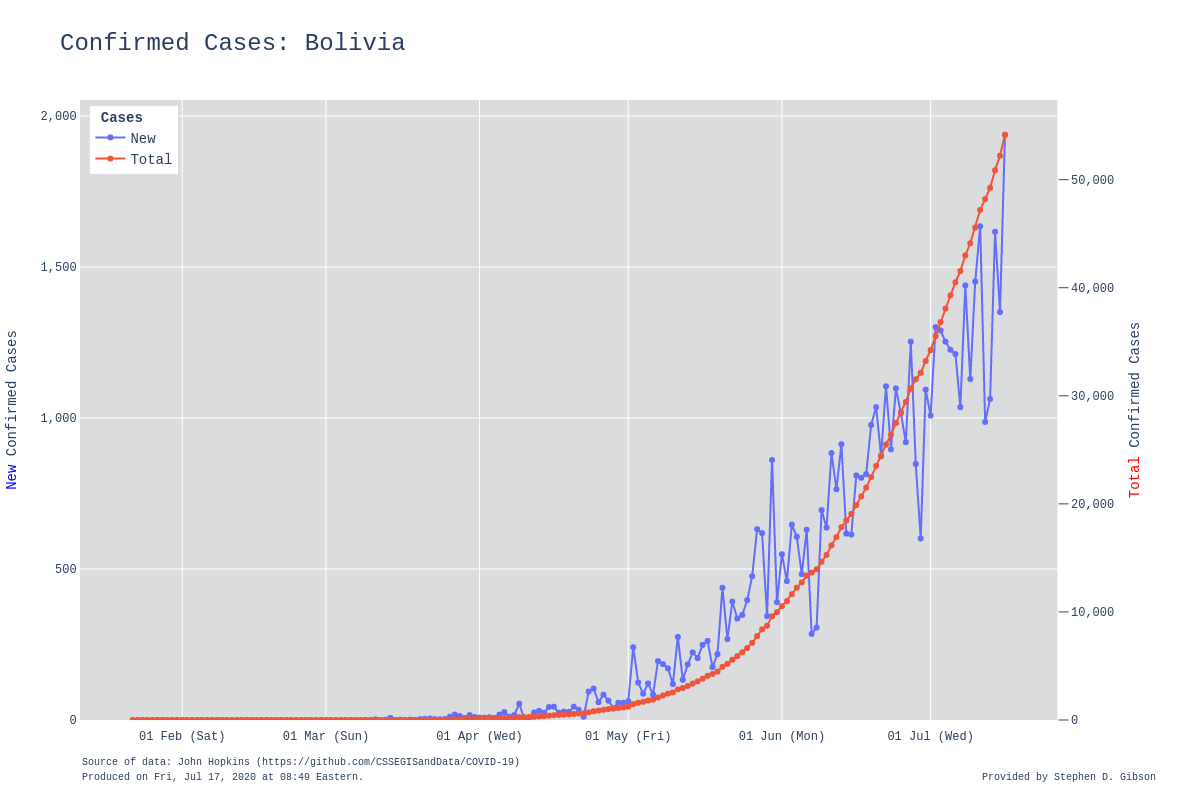 Confirmed Cases: Bolivia
Cases
New
Total
2,000
1,500
1,000
500
0
50,000
40,000
30,000
20,000
10,000
0
New Confirmed Cases
Total Confirmed Cases
01 Feb (Sat)
01 Mar (Sun)
01 Apr (Wed)
01 May (Fri)
01 Jun (Mon)
01 Jul (Wed)
Source of data: John Hopkins (https://github.com/CSSEGISandData/COVID-19)
Produced on Fri, Jul 17, 2020 at 08:49 Eastern.
Provided by Stephen D. Gibson